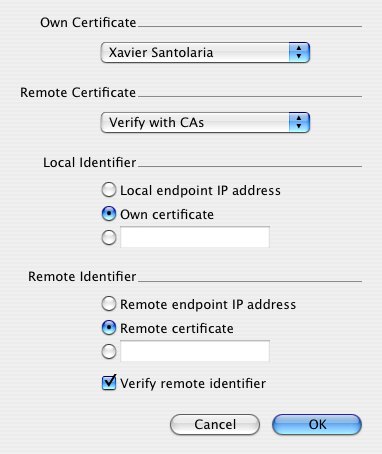 Own Certificate
Xavier Santolaria
Remote Certificate
Verify with CAs
Local Identifier
Local endpoint IP address
Own certificate
Remote Identifier
Remote endpoint IP address
Remote certificate
Verify remote identifier
Cancel OK